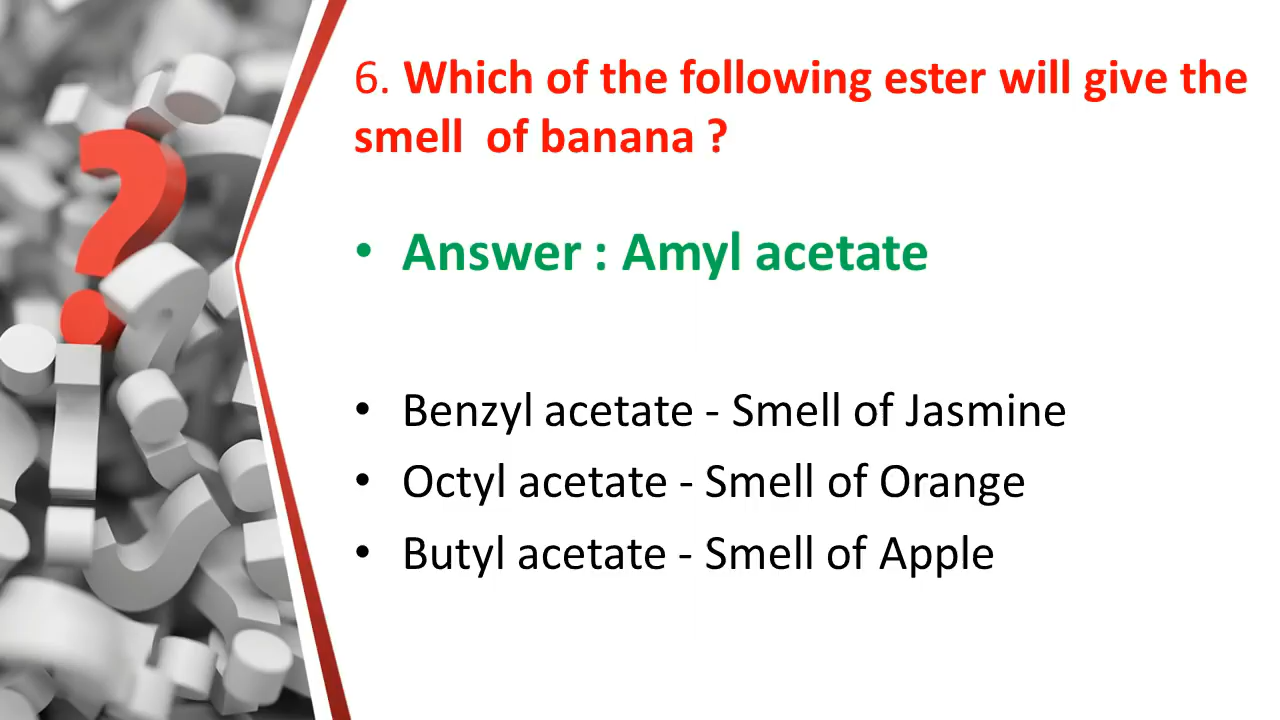 6. Which of the following ester will give the
smell of banana ?
• Answer : Amyl acetate
• Benzyl acetate - Smell of Jasmine
• Octyl acetate - Smell of Orange
• Butyl acetate - Smell of Apple